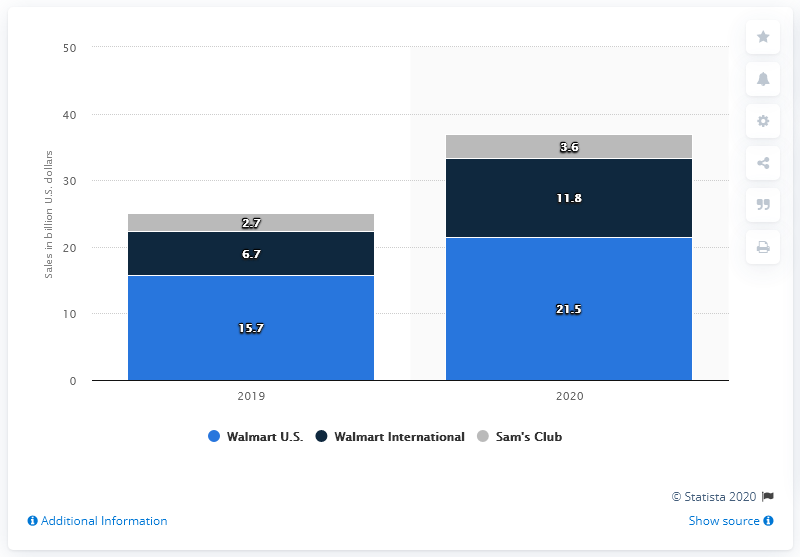 50
40
30
20
10
0
Sales in billion U.S. dollars
2.7
6.7
15.7
3.6
11.8
21.5
2019
2020
Walmart U.S.
Walmart International
Sam's Club
© Statista 2020
Additional Information
Show source